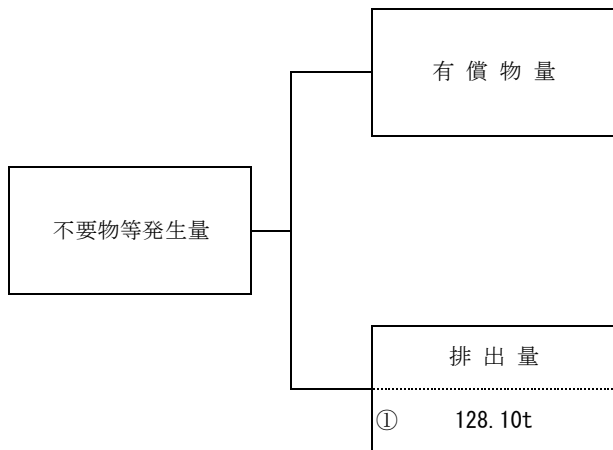 有 償 物 量
不要物等発生量
排 出 量
① 128.10t